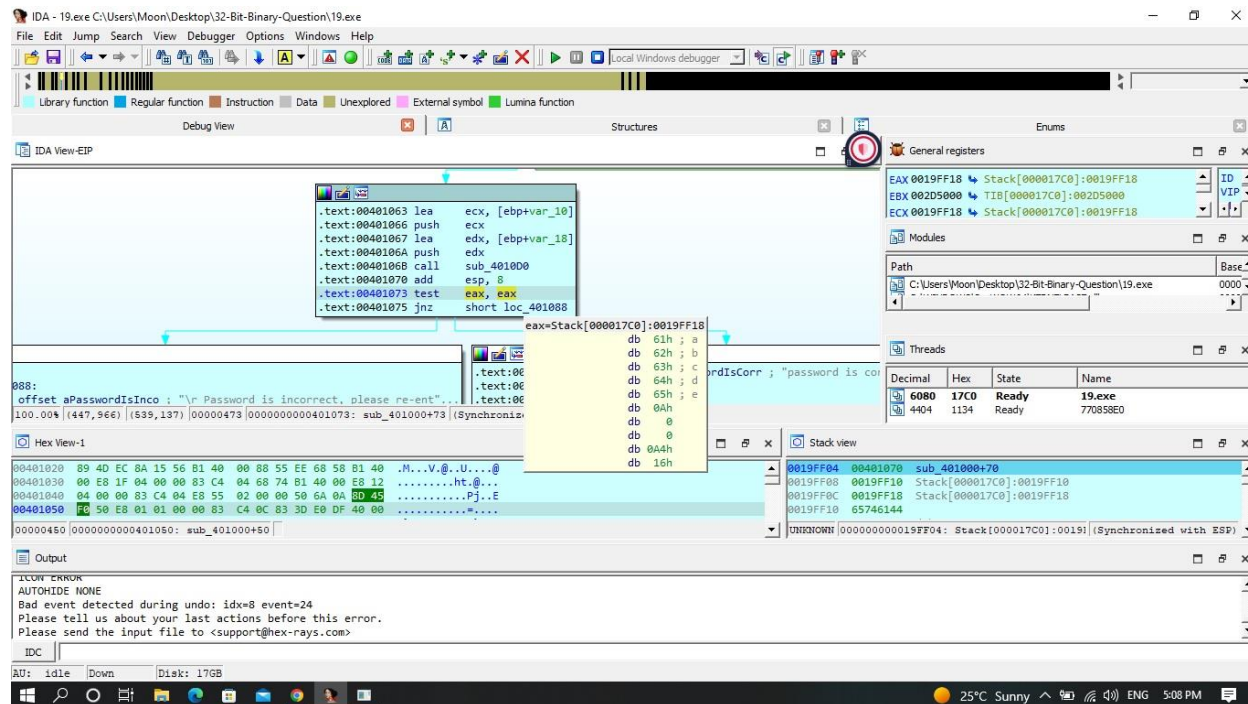 IDA - 19.exe C:\Users\Moon\Desktop\32-Bit-Binary-Question\19.exe
File Edit Jump Search View Debugger Options Windows Help
Local Windows debugger
Library function Regular function Instruction Data Unexplored External symbol Lumina function
Debug View Structures Enums
IDA View-EIP
.text:00401063 lea ecx, [ebp+var_10]
.text:00401066 push ecx
.text:00401067 lea edx, [ebp+var_18]
.text:0040106A push edx
.text:0040106B call sub_4010D0
.text:00401070 add esp, 8
.text:00401073 test eax, eax
.text:00401075 jnz short loc_401088
eax=Stack[000017C0]:0019FF18
db 61h ; a
db 62h ; b
db 63h ; c
db 64h ; d
db 65h ; e
db 0Ah
db 0
db 0
db 0A4h
db 16h
088:
offset aPasswordIsInco ; "\r Password is incorrect, please re-ent"...
.text:00
.text:00
.text:00
rdIsCorr ; "password is cor
100.00% (447,966) (539,137) 00000473 0000000000401073: sub_401000+73 (Synchroniz
General registers
EAX 0019FF18 Stack[000017C0]:0019FF18
EBX 002D5000 TIB[000017C0]:002D5000
ECX 0019FF18 Stack[000017C0]:0019FF18
ID
VIP
Modules
Path Base
C:\Users\Moon\Desktop\32-Bit-Binary-Question\19.exe 0000
Threads
Decimal Hex State Name
6080 17C0 Ready 19.exe
4404 1134 Ready 770858E0
Hex View-1
00401020 89 4D EC 8A 15 56 B1 40 00 88 55 EE 68 58 B1 40 .M...V.@..U....@
00401030 00 E8 1F 04 00 00 83 C4 04 68 74 B1 40 00 E8 12 .........ht.@...
00401040 04 00 00 83 C4 04 E8 55 02 00 00 50 6A 0A 8D 45 ...........Pj..E
00401050 F0 50 E8 01 01 00 00 83 C4 0C 83 3D E0 DF 40 00
00000450 0000000000401050: sub_401000+50
Stack view
0019FF04 00401070 sub_401000+70
0019FF08 0019FF10 Stack[000017C0]:0019FF10
0019FF0C 0019FF18 Stack[000017C0]:0019FF18
0019FF10 65746144
UNKNOWN 000000000019FF04: Stack[000017C0]:0019 (Synchronized with ESP)
Output
ICON ERROR
AUTOHIDE NONE
Bad event detected during undo: idx=8 event=24
Please tell us about your last actions before this error.
Please send the input file to <support@hex-rays.com>
IDC
AU: idle Down Disk: 17GB
25°C Sunny ENG 5:08 PM